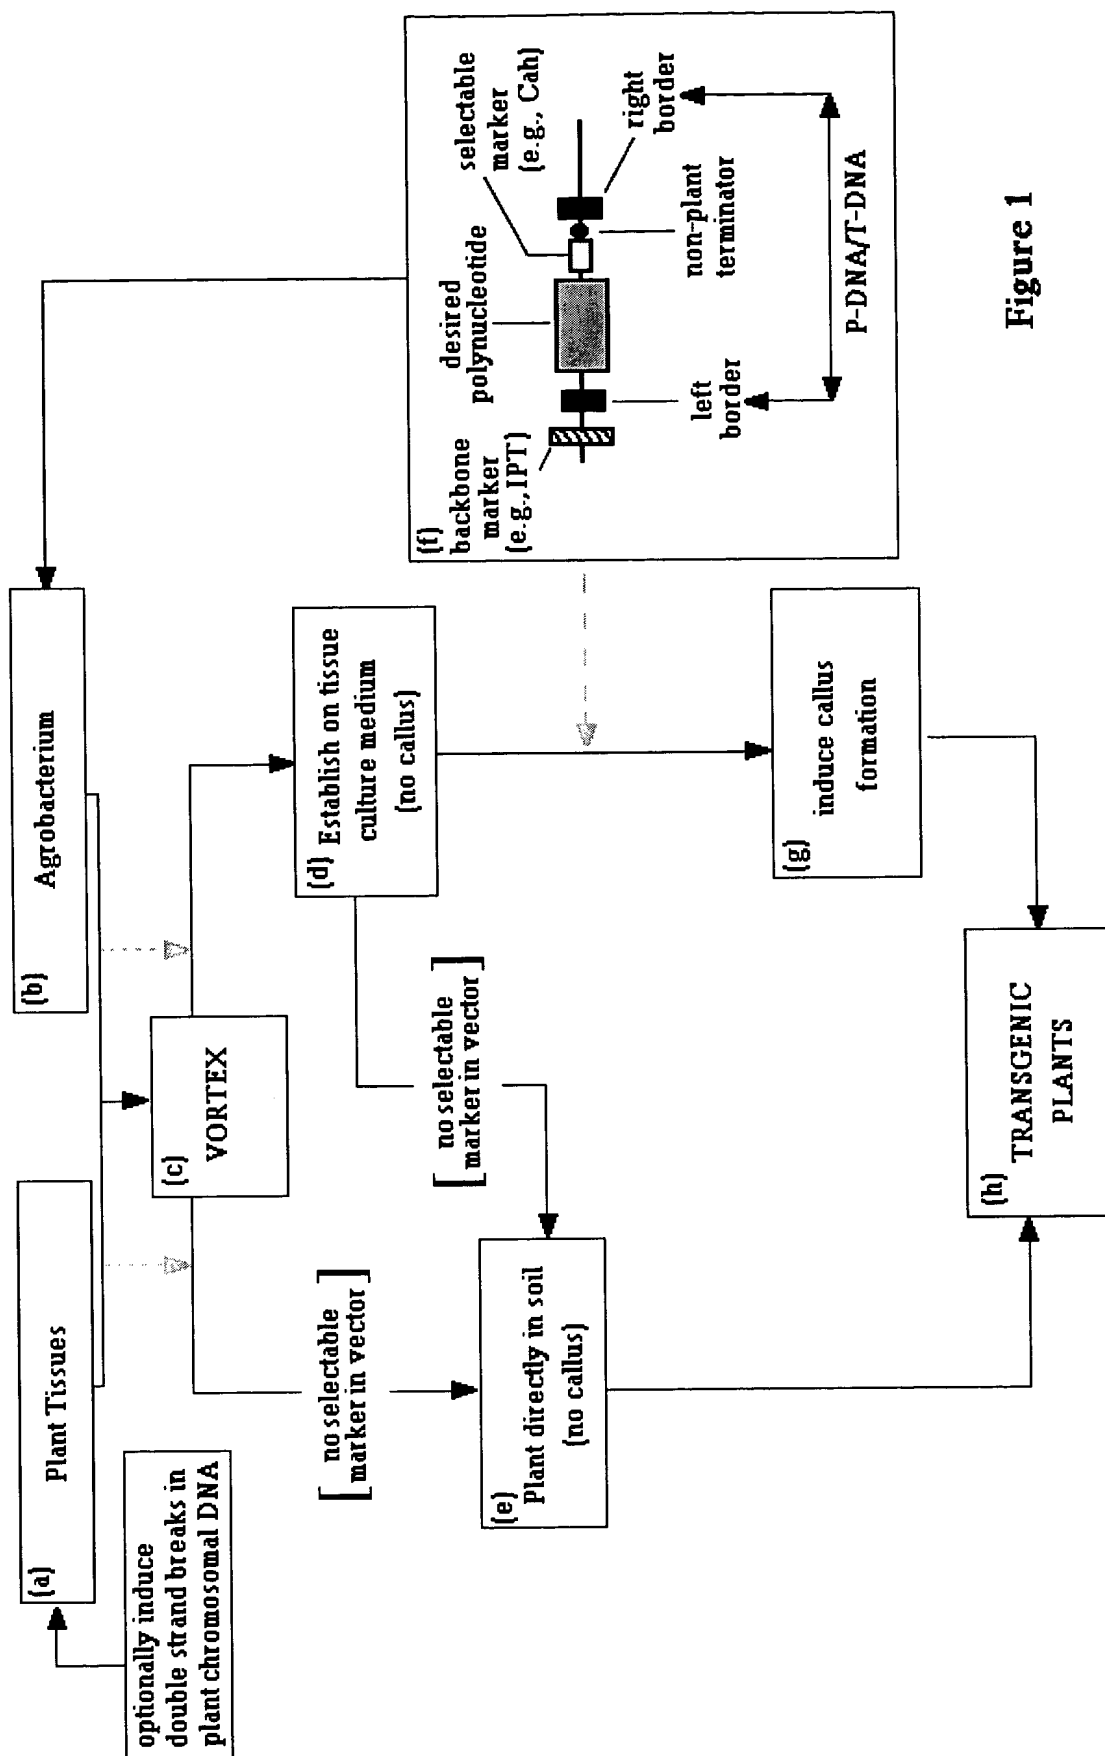 optionally induce
double strand breaks in
plant chromosomal DNA
(a)
Plant Tissues
(b)
Agrobacterium
(c)
VORTEX
[no selectable
marker in vector]
[no selectable
marker in vector]
(d) Establish on tissue
culture medium
(no callus)
(e) Plant directly in soil
(no callus)
(f)
backbone
marker
(e.g., IPT)
desired
polynucleotide
selectable
marker
(e.g., Cah)
left
border
non-plant
terminator
right
border
P-DNA/T-DNA
(g)
induce callus
formation
(h)
TRANSGENIC
PLANTS
Figure 1